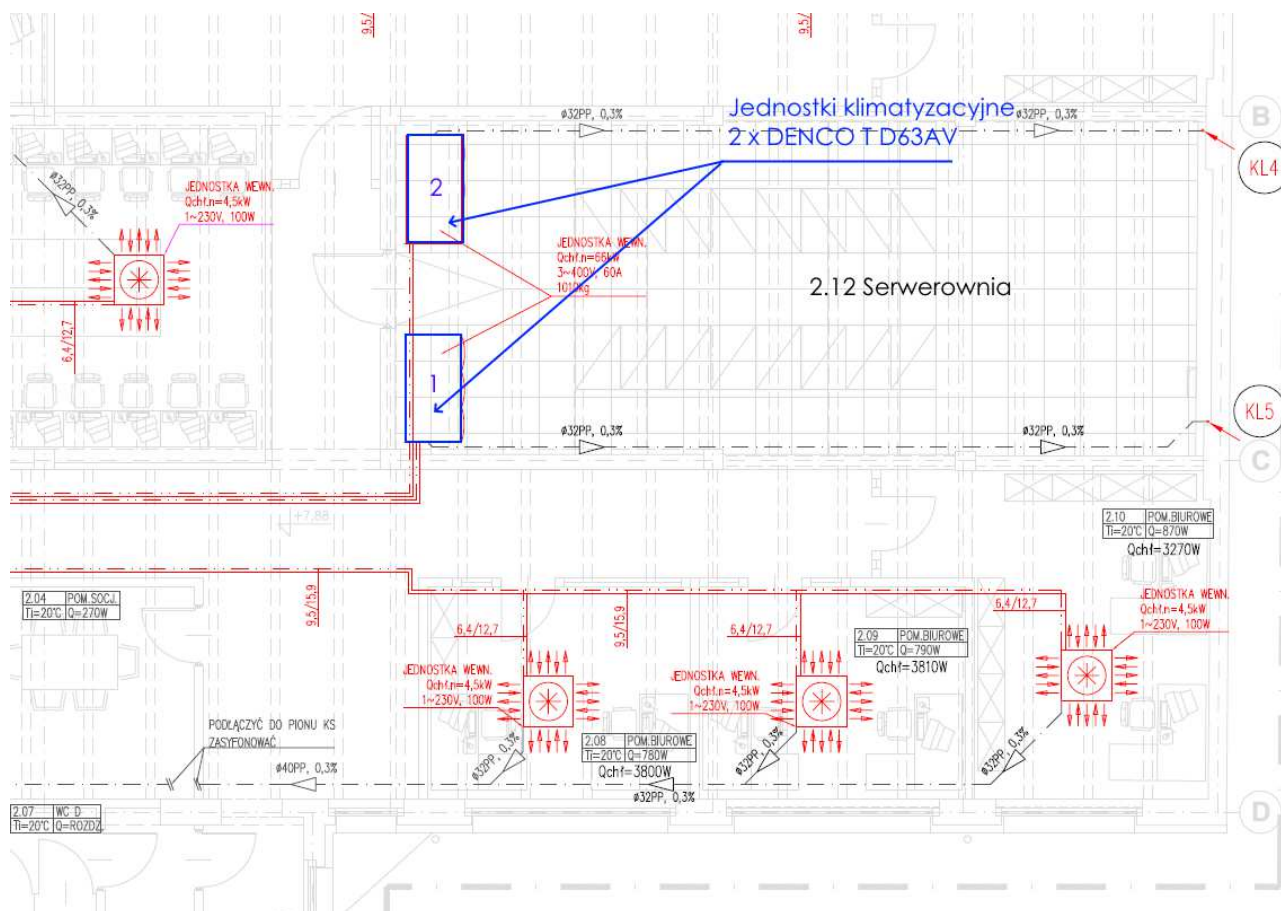 9,5/15,9
9,5/15,9
Jednostki klimatyzacyjne
2 x DENCO T D63AV
ø32PP, 0,3%
ø32PP, 0,3%
B
KL4
ø32PP, 0,3%
JEDNOSTKA WEWN.
Qchł.n=4,5kW
1~230V, 100W
2
JEDNOSTKA WEWN.
Qchł.n=66kW
3~400V, 60A
1010kg
2.12 Serwerownia
6,4/12,7
1
KL5
ø32PP, 0,3%
ø32PP, 0,3%
C
+7,88
2.10 POM.BIUROWE
Ti=20°C Q=870W
Qchł=3270W
2.04 POM.SOCJ.
Ti=20°C Q=270W
9,5/15,9
6,4/12,7
9,5/15,9
6,4/12,7
6,4/12,7
JEDNOSTKA WEWN.
Qchł.n=4,5kW
1~230V, 100W
2.09 POM.BIUROWE
Ti=20°C Q=790W
Qchł=3810W
JEDNOSTKA WEWN.
Qchł.n=4,5kW
1~230V, 100W
JEDNOSTKA WEWN.
Qchł.n=4,5kW
1~230V, 100W
PODŁĄCZYĆ DO PIONU KS
ZASYFONOWAĆ
2.08 POM.BIUROWE
Ti=20°C Q=780W
Qchł=3800W
ø32PP, 0,3%
ø32PP, 0,3%
ø32PP, 0,3%
ø40PP, 0,3%
ø32PP, 0,3%
2.07 WC D
Ti=20°C Q=ROZDZ.
D